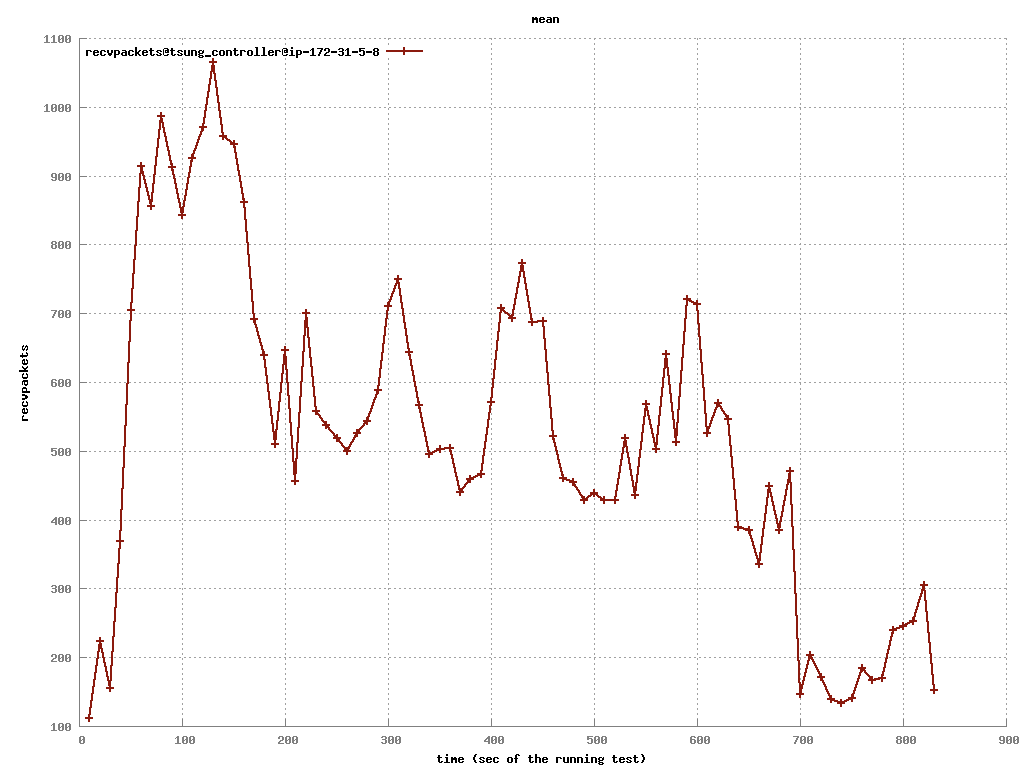 mean
recvpackets@tsung_controller@ip-172-31-5-8
1100
1000
900
800
700
600
500
400
300
200
100
recvpackets
0 100 200 300 400 500 600 700 800 900
time (sec of the running test)